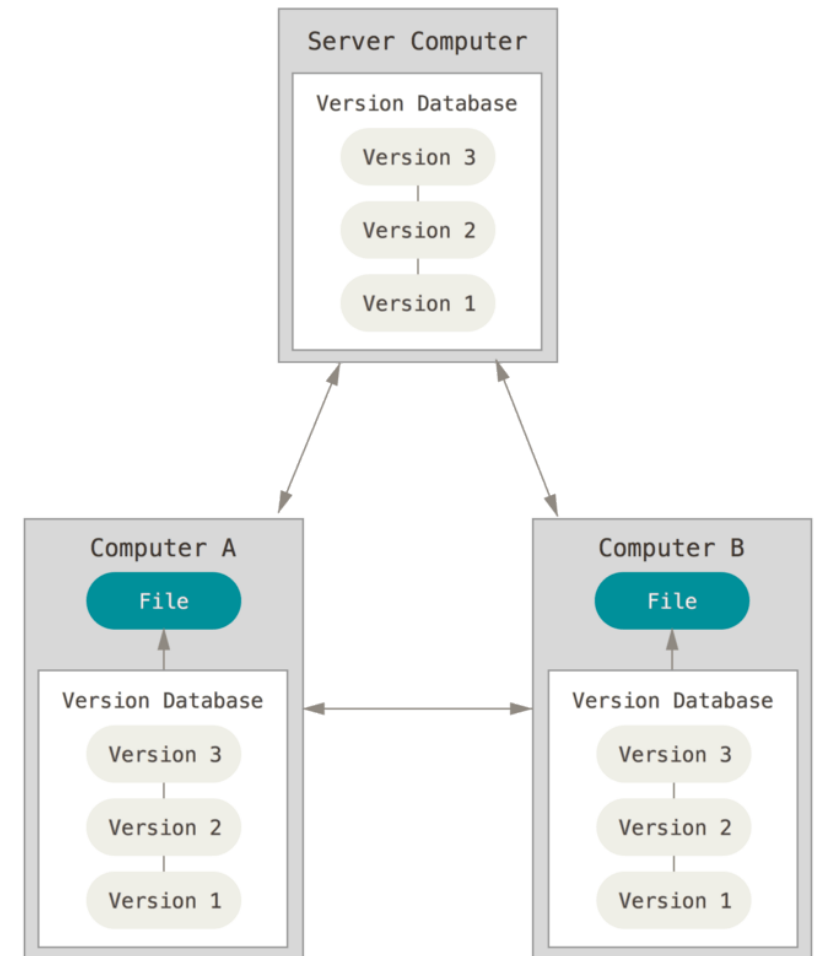 Server Computer
Version Database
Version 3
Version 2
Version 1
Computer A
File
Version Database
Version 3
Version 2
Version 1
Computer B
File
Version Database
Version 3
Version 2
Version 1